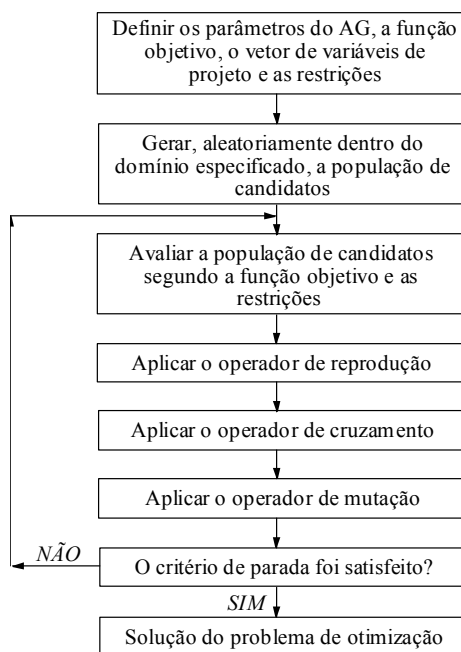 Definir os parâmetros do AG, a função
objetivo, o vetor de variáveis de
projeto e as restrições
Gerar, aleatoriamente dentro do
domínio especificado, a população de
candidatos
Avaliar a população de candidatos
segundo a função objetivo e as
restrições
Aplicar o operador de reprodução
Aplicar o operador de cruzamento
Aplicar o operador de mutação
NÃO
O critério de parada foi satisfeito?
SIM
Solução do problema de otimização